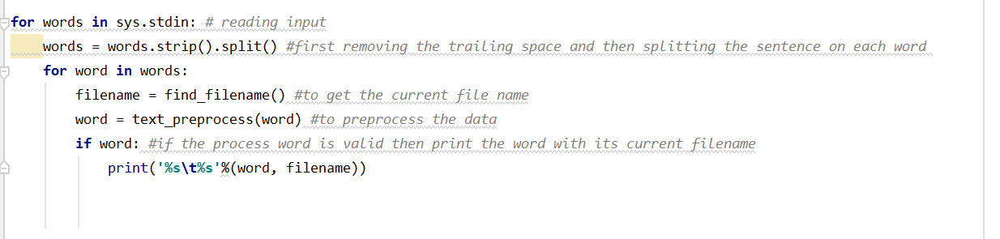 for words in sys.stdin: # reading input
    words = words.strip().split() #first removing the trailing space and then splitting the sentence on each word
    for word in words:
        filename = find_filename() #to get the current file name
        word = text_preprocess(word) #to preprocess the data
        if word: #if the process word is valid then print the word with its current filename
            print('%s\t%s'%(word, filename))